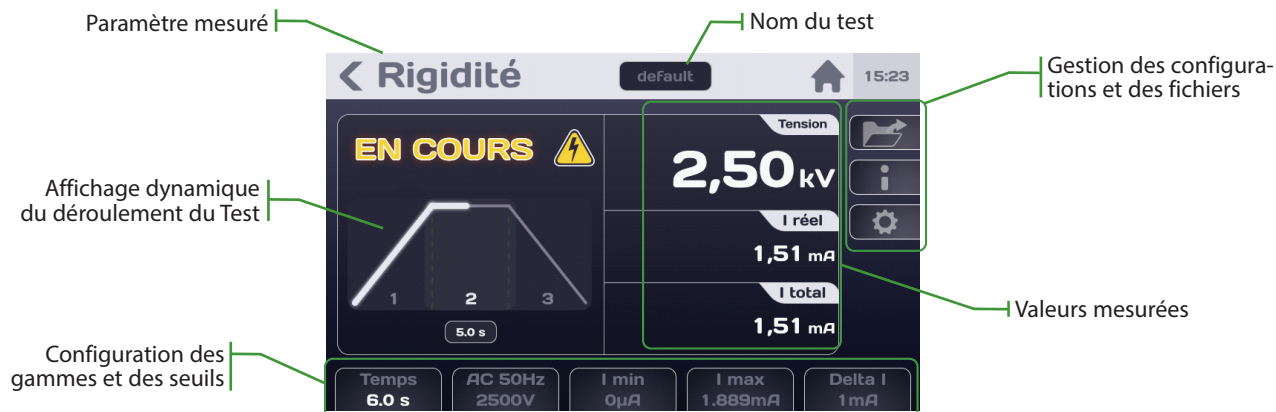 Paramètre mesuré
Nom du test
Gestion des configura-
tions et des fichiers
Rigidité
default
15:23
EN COURS
Tension
2,50 kV
I réel
1,51 mA
I total
1,51 mA
1
2
3
5.0 s
Affichage dynamique
du déroulement du Test
Valeurs mesurées
Configuration des
gammes et des seuils
Temps
6.0 s
AC 50Hz
2500V
I min
0µA
I max
1.889mA
Delta I
1mA